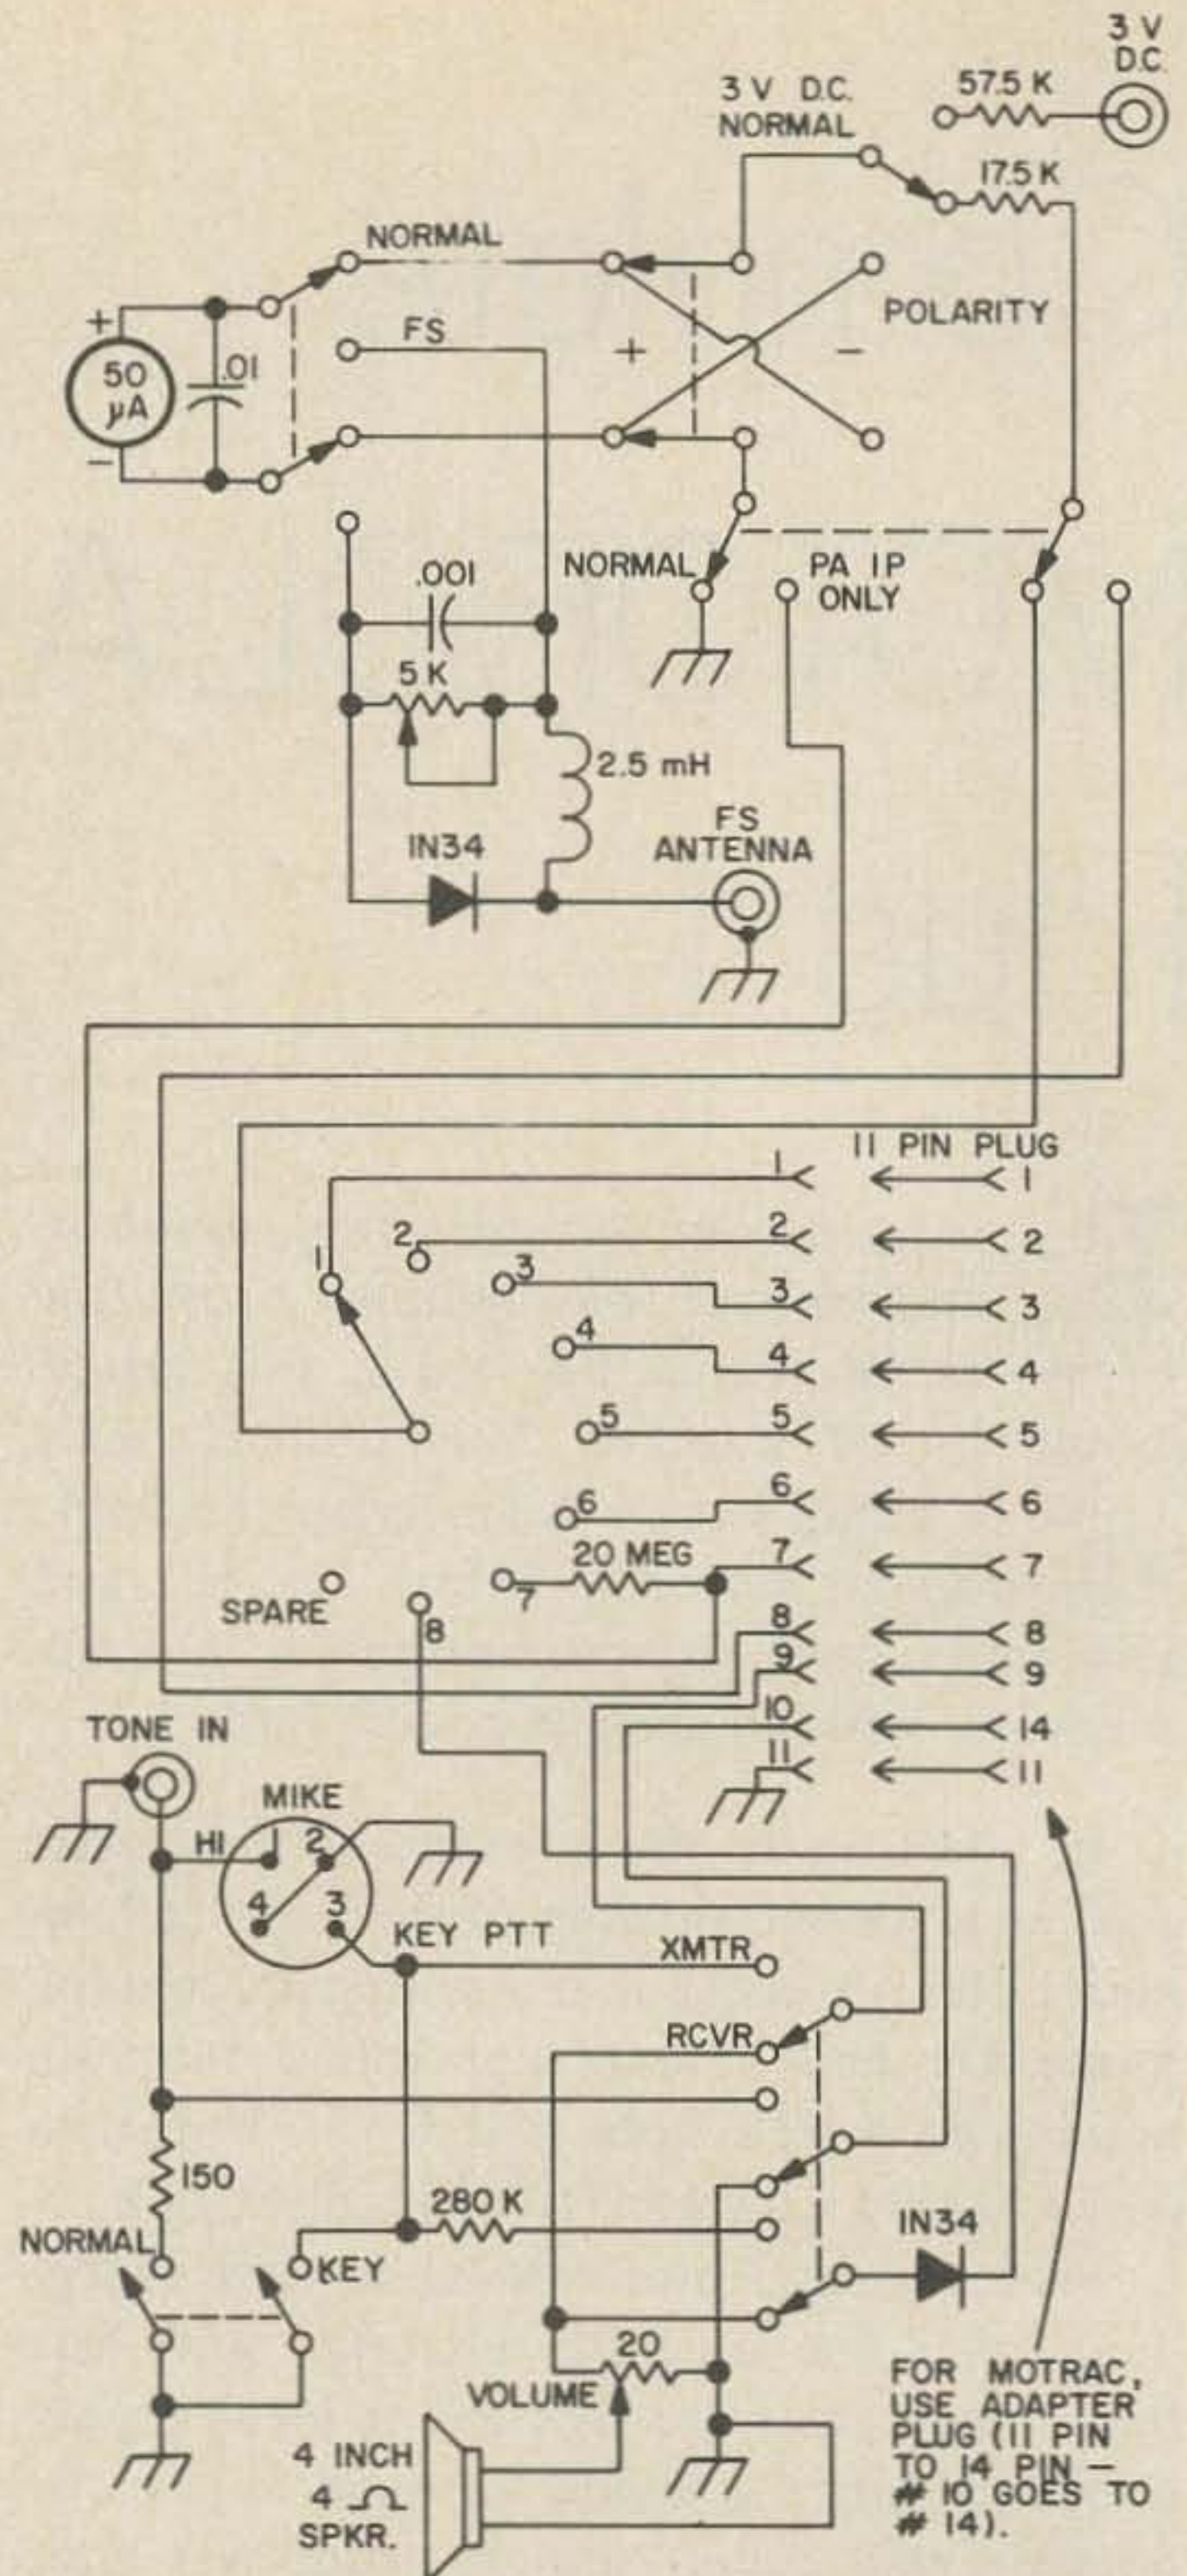 3 V
D.C.
57.5 K
3 V D.C.
NORMAL
17.5 K
NORMAL
POLARITY
FS
+
+
−
50
µA
.01
−
NORMAL
PA IP
ONLY
.001
5 K
2.5 mH
FS
ANTENNA
IN34
11 PIN PLUG
1
1
2
2
2
1
3
3
3
4
4
4
5
5
5
6
6
6
20 MEG
7
7
7
SPARE
8
8
8
9
9
10
14
11
11
TONE IN
MIKE
HI
1
2
4
3
KEY PTT
XMTR
RCVR
150
280 K
IN34
NORMAL
KEY
20
VOLUME
4 INCH
4 Ω
SPKR.
FOR MOTRAC,
USE ADAPTER
PLUG (11 PIN
TO 14 PIN –
# 10 GOES TO
# 14).